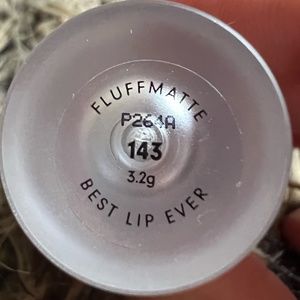 FLUFFMATTE
P264A
143
3.2g
BEST LIP EVER